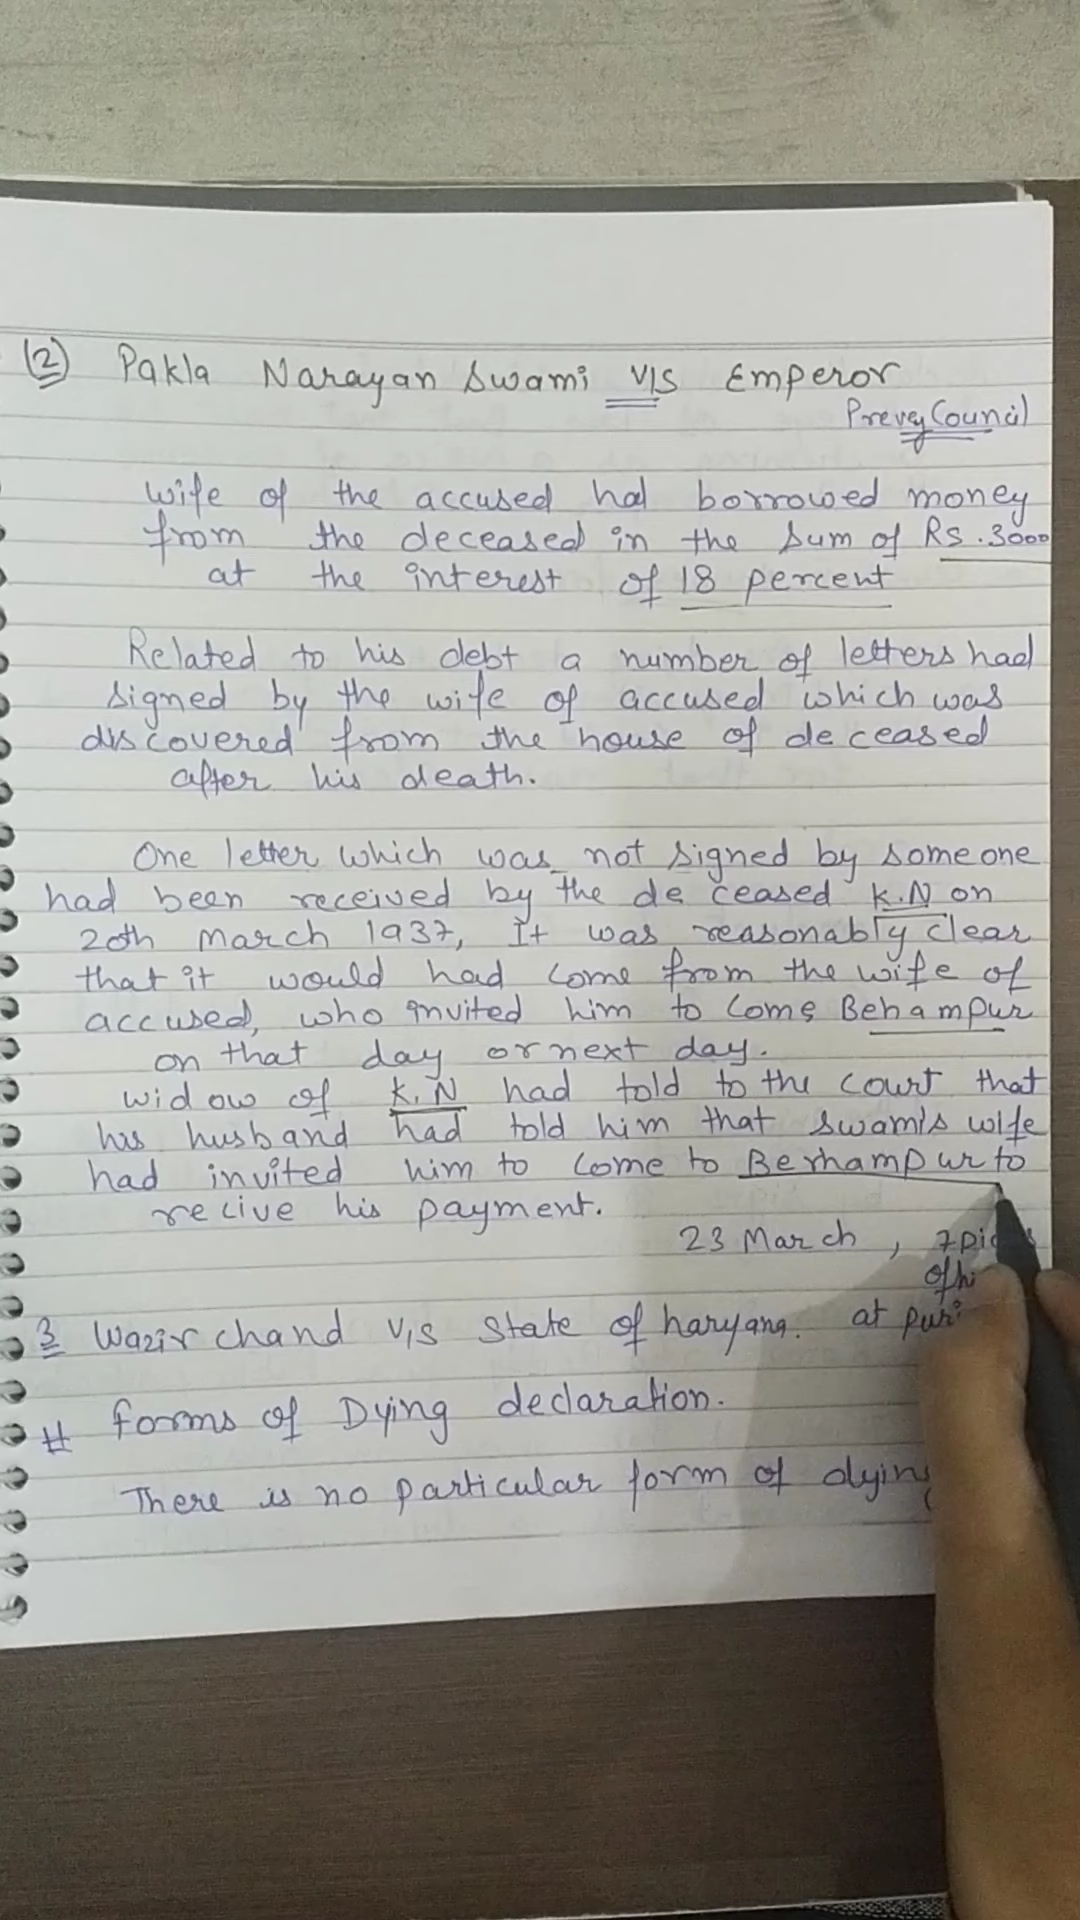 (2) Pakla Narayan Swami V/S Emperor
Prevey Council
wife of the accused had borrowed money
from the deceased in the sum of Rs. 3000
at the interest of 18 percent
Related to his debt a number of letters had
signed by the wife of accused which was
discovered from the house of deceased
after his death.
One letter which was not signed by someone
had been received by the deceased K.N on
20th March 1937, It was reasonably clear
that it would had come from the wife of
accused, who invited him to come Behampur
on that day or next day.
widow of K.N had told to the court that
his husband had told him that swami's wife
had invited him to come to Berhampur to
recive his payment.
23 March , 7
3 Wazir chand V/S State of haryana. at puri
# forms of Dying declaration.
There is no particular form of dying